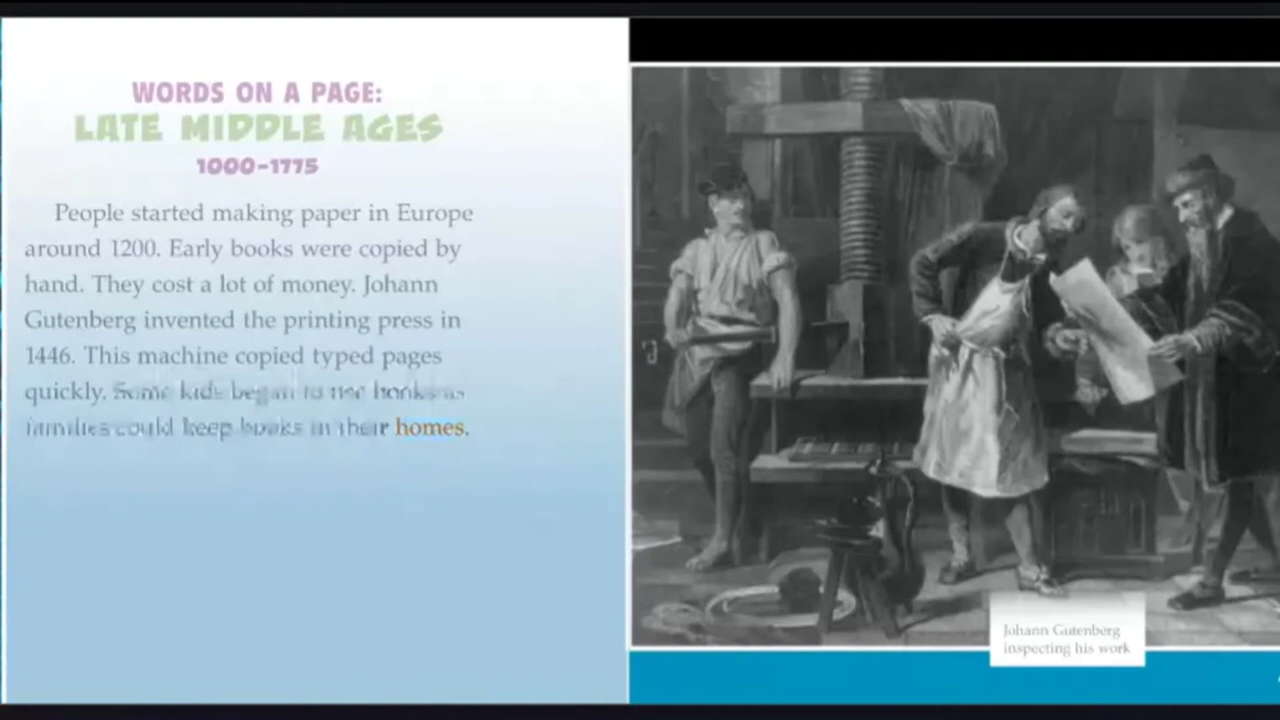 WORDS ON A PAGE:
LATE MIDDLE AGES
1000-1775
People started making paper in Europe
around 1200. Early books were copied by
hand. They cost a lot of money. Johann
Gutenberg invented the printing press in
1446. This machine copied typed pages
quickly. Some kids began to use books as
families could keep books in their homes.
Johann Gutenberg
inspecting his work